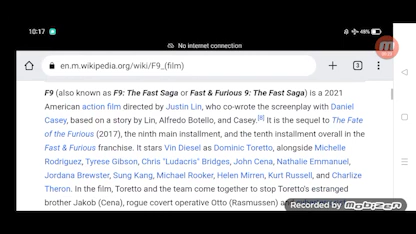 10:17
48%
No internet connection
en.m.wikipedia.org/wiki/F9_(film)
3
F9 (also known as F9: The Fast Saga or Fast & Furious 9: The Fast Saga) is a 2021
American action film directed by Justin Lin, who co-wrote the screenplay with Daniel
Casey, based on a story by Lin, Alfredo Botello, and Casey.[8] It is the sequel to The Fate
of the Furious (2017), the ninth main installment, and the tenth installment overall in the
Fast & Furious franchise. It stars Vin Diesel as Dominic Toretto, alongside Michelle
Rodriguez, Tyrese Gibson, Chris "Ludacris" Bridges, John Cena, Nathalie Emmanuel,
Jordana Brewster, Sung Kang, Michael Rooker, Helen Mirren, Kurt Russell, and Charlize
Theron. In the film, Toretto and the team come together to stop Toretto's estranged
brother Jakob (Cena), rogue covert operative Otto (Rasmussen)
Recorded by Mobizen